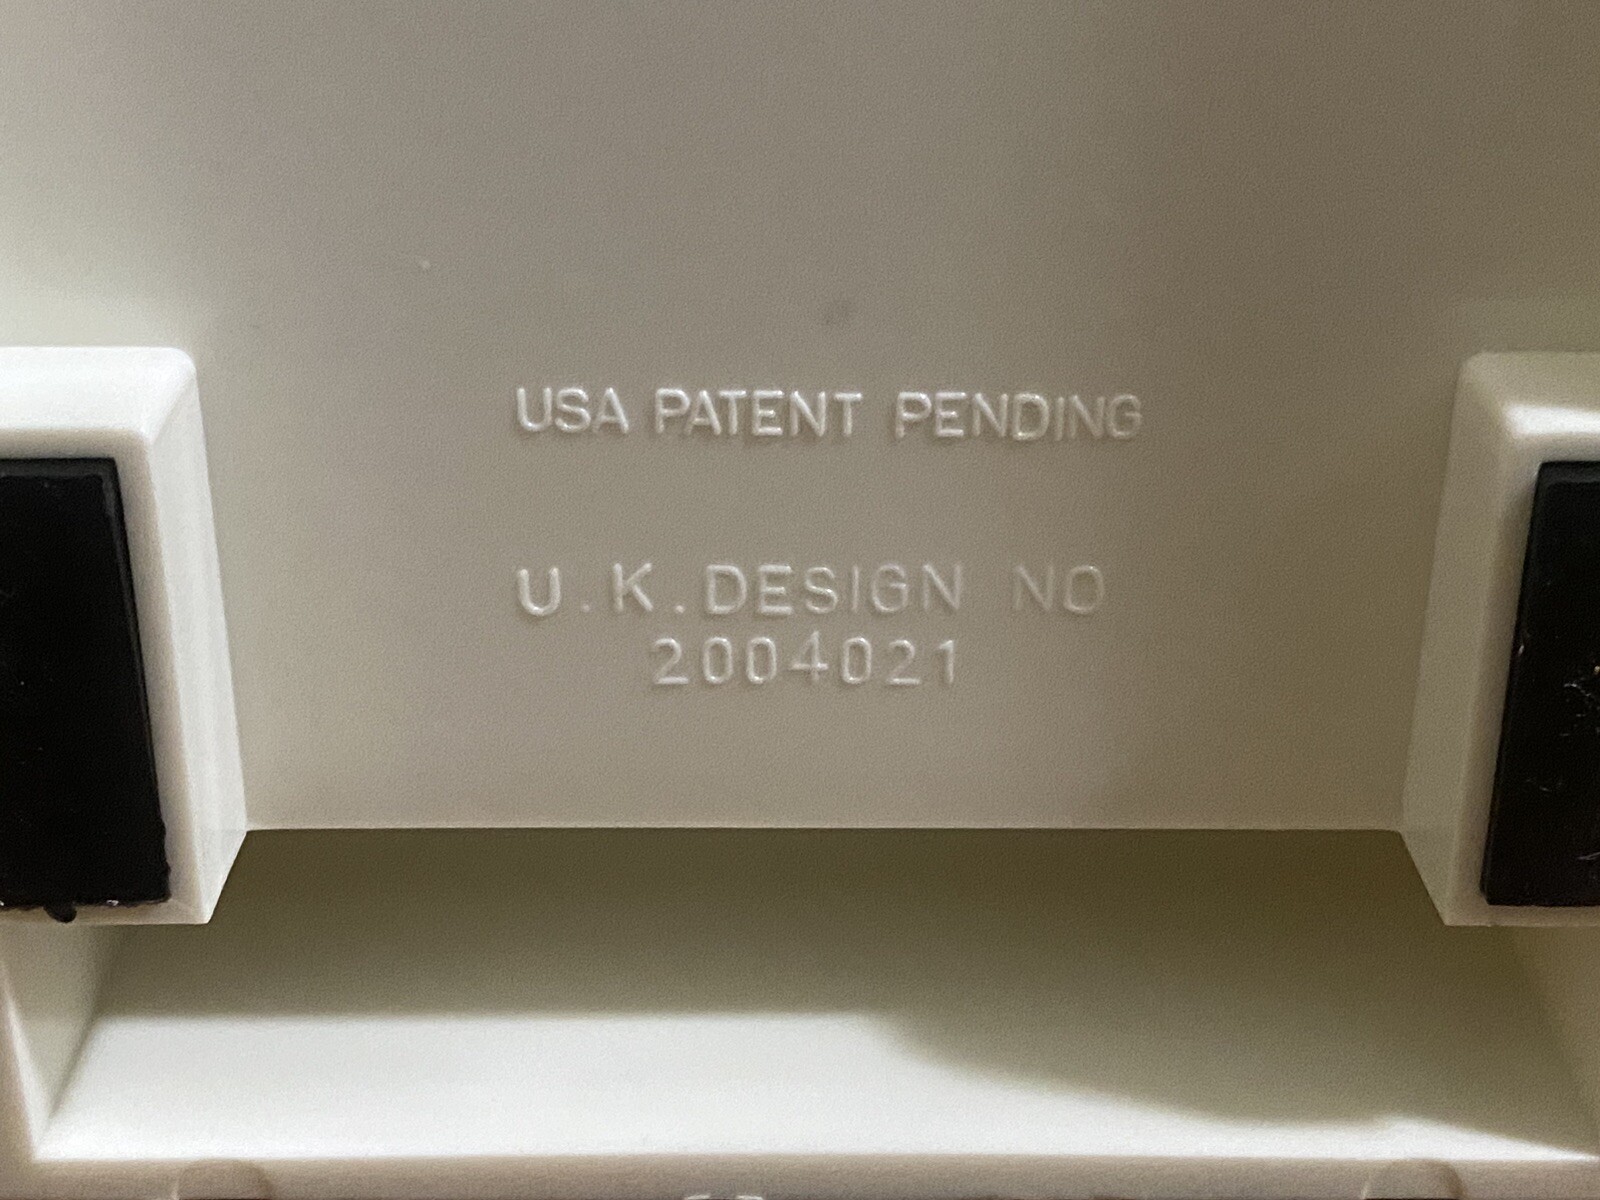 USA PATENT PENDING
U.K.DESIGN NO
2004021